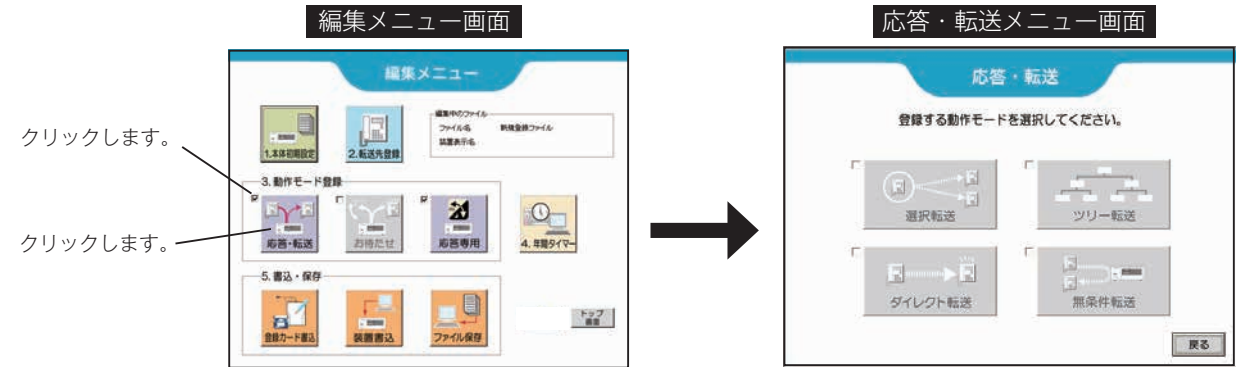 編集メニュー画面
編集メニュー
クリックします。
クリックします。
1.本体初期設定
2.転送先登録
編集中のファイル
ファイル名 新規登録ファイル
装置表示名
3. 動作モード登録
応答・転送
お待たせ
応答専用
4. 年間タイマー
5. 書込・保存
登録カード書込
装置書込
ファイル保存
トップ
画面
応答・転送メニュー画面
応答・転送
登録する動作モードを選択してください。
選択転送
ツリー転送
ダイレクト転送
無条件転送
戻る